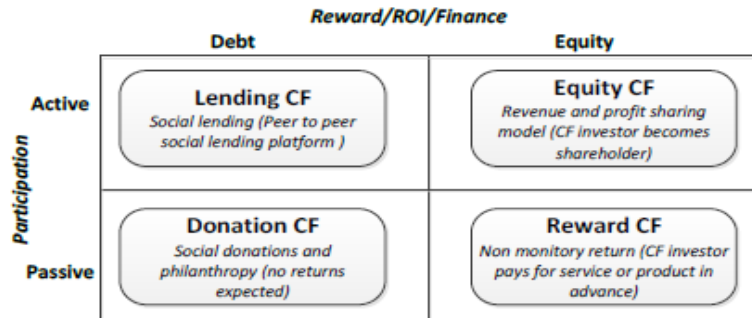 Reward/ROI/Finance
Debt
Equity
Participation
Active
Lending CF
Social lending (Peer to peer
social lending platform )
Equity CF
Revenue and profit sharing
model (CF investor becomes
shareholder)
Passive
Donation CF
Social donations and
philanthropy (no returns
expected)
Reward CF
Non monitory return (CF investor
pays for service or product in
advance)